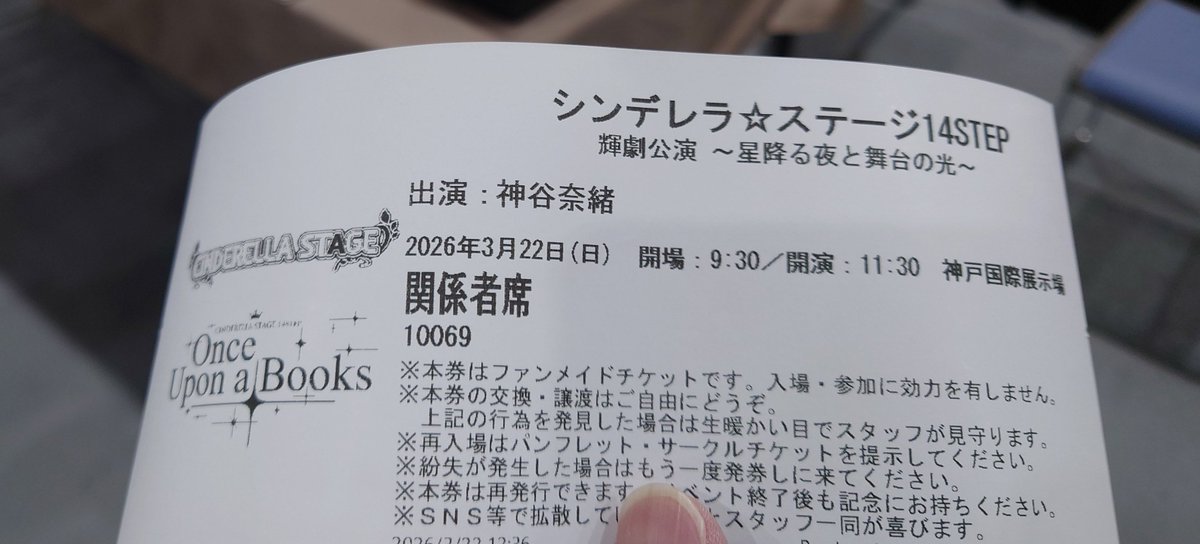 シンデレラ☆ステージ14STEP
輝劇公演 ～星降る夜と舞台の光～
出演：神谷奈緒
CINDERELLA STAGE
2026年3月22日(日) 開場：9:30／開演：11:30 神戸国際展示場
関係者席
10069
Once
Upon a Books
※本券はファンメイドチケットです。入場・参加に効力を有しません。
※本券の交換・譲渡はご自由にどうぞ。
上記の行為を発見した場合は生暖かい目でスタッフが見守ります。
※再入場はパンフレット・サークルチケットを提示してください。
※紛失が発生した場合はもう一度発券しに来てください。
※本券は再発行できます ベント終了後も記念にお持ちください。
※SNS等で拡散して スタッフ一同が喜びます。